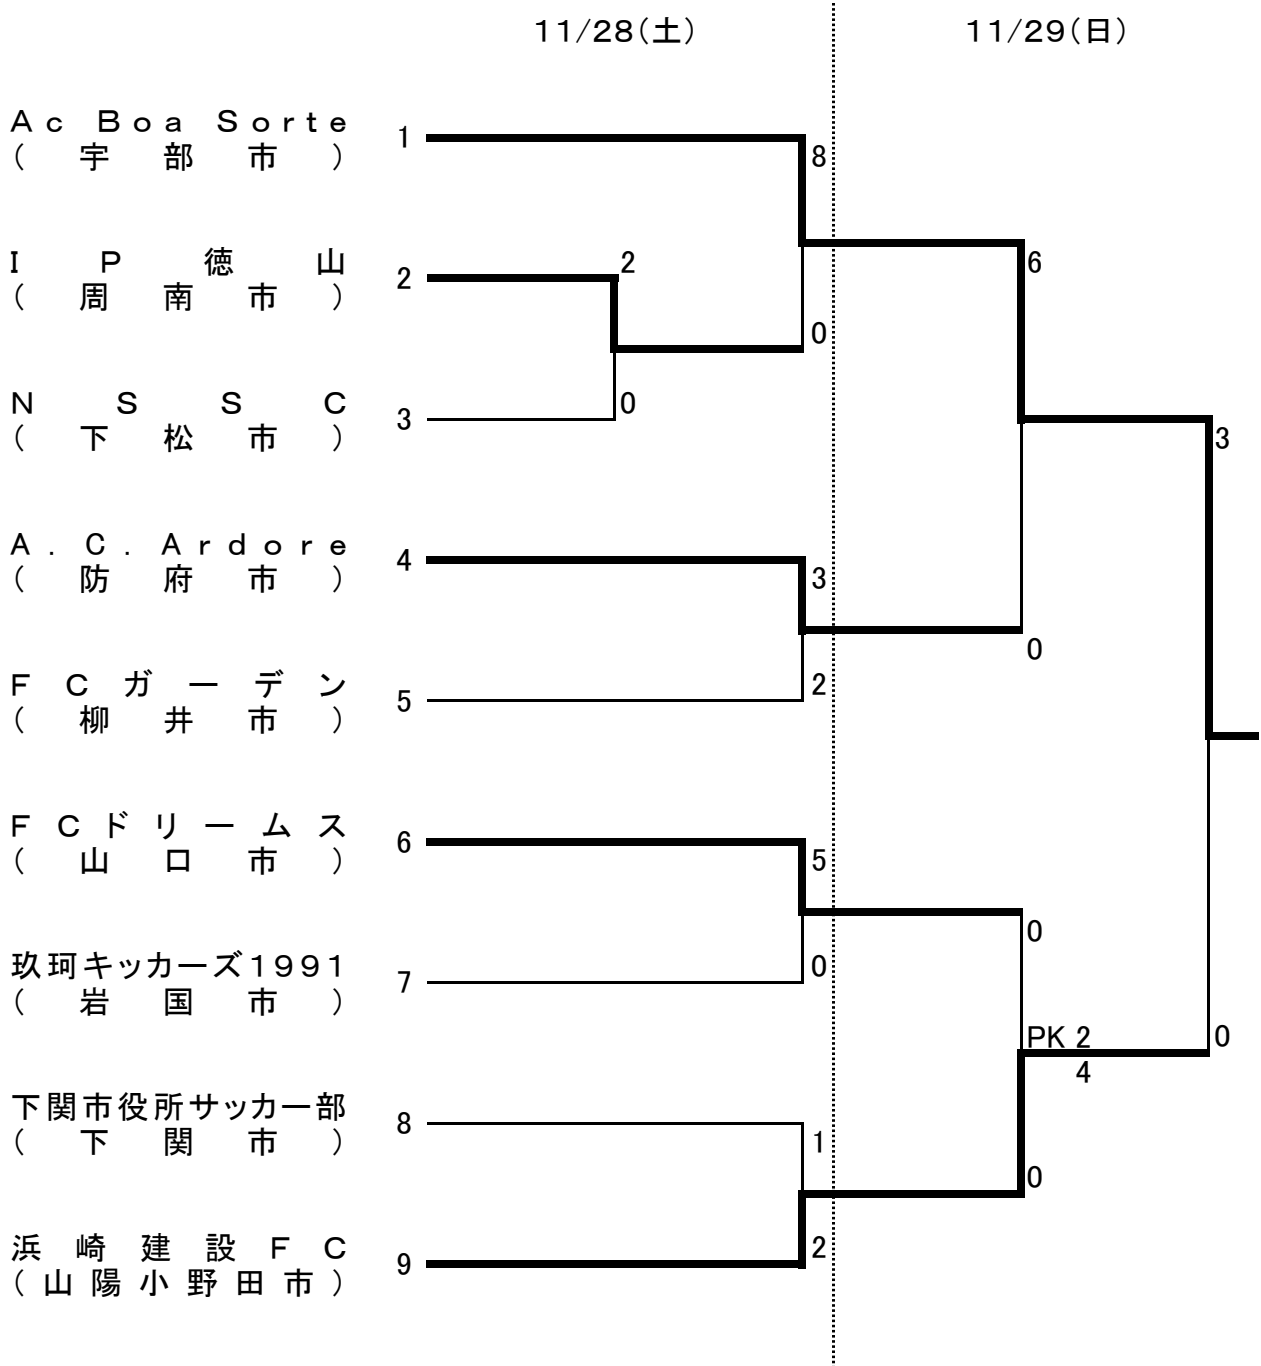 11/28(土) 11/29(日)
Ac Boa Sorte
(宇部市)
1
8
IP徳山
(周南市)
2
2
6
0
NSSC
(下松市)
3
0
3
A.C.Ardore
(防府市)
4
3
0
FCガーデン
(柳井市)
5
2
FCドリームス
(山口市)
6
5
0
玖珂キッカーズ1991
(岩国市)
7
0
PK 2
4
0
下関市役所サッカー部
(下関市)
8
1
0
浜崎建設FC
(山陽小野田市)
9
2